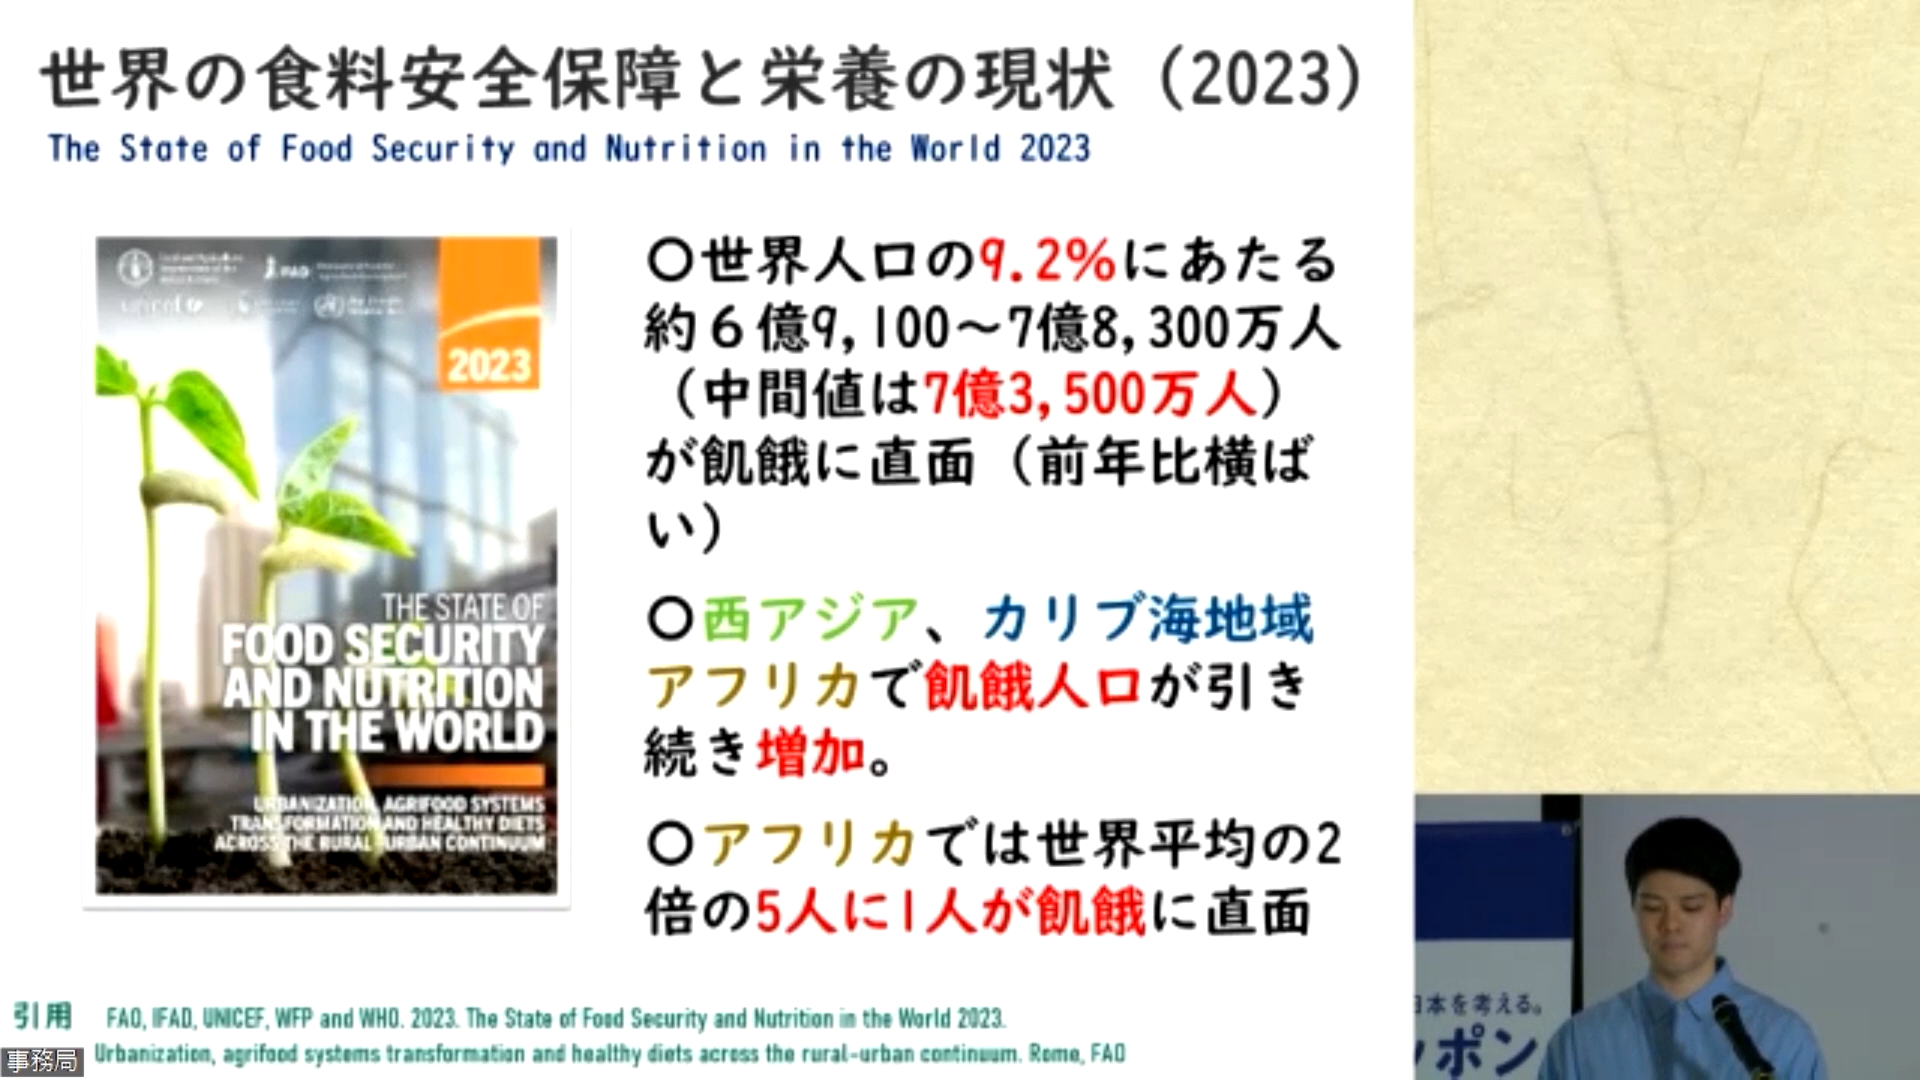 世界の食料安全保障と栄養の現状（2023）
The State of Food Security and Nutrition in the World 2023
unicef
2023
THE STATE OF
FOOD SECURITY
AND NUTRITION
IN THE WORLD
URBANIZATION, AGRIFOOD SYSTEMS
TRANSFORMATION AND HEALTHY DIETS
ACROSS THE RURAL–URBAN CONTINUUM
〇世界人口の9.2%にあたる
約６億9,100～7億8,300万人
（中間値は7億3,500万人）
が飢餓に直面（前年比横ば
い）
〇西アジア、カリブ海地域
アフリカで飢餓人口が引き
続き増加。
〇アフリカでは世界平均の2
倍の5人に1人が飢餓に直面
引用 FAO, IFAD, UNICEF, WFP and WHO. 2023. The State of Food Security and Nutrition in the World 2023.
Urbanization, agrifood systems transformation and healthy diets across the rural–urban continuum. Rome, FAO
事務局
日本を考える。
ッポン